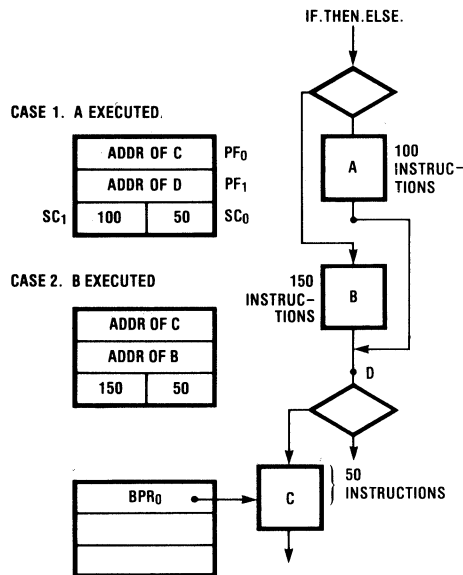 IF.THEN.ELSE.
CASE 1. A EXECUTED.
ADDR OF C PF0
ADDR OF D PF1
SC1 100 50 SC0
A
100
INSTRUC-
TIONS
CASE 2. B EXECUTED
ADDR OF C
ADDR OF B
150 50
150
INSTRUC-
TIONS
B
D
BPR0
C
50
INSTRUCTIONS